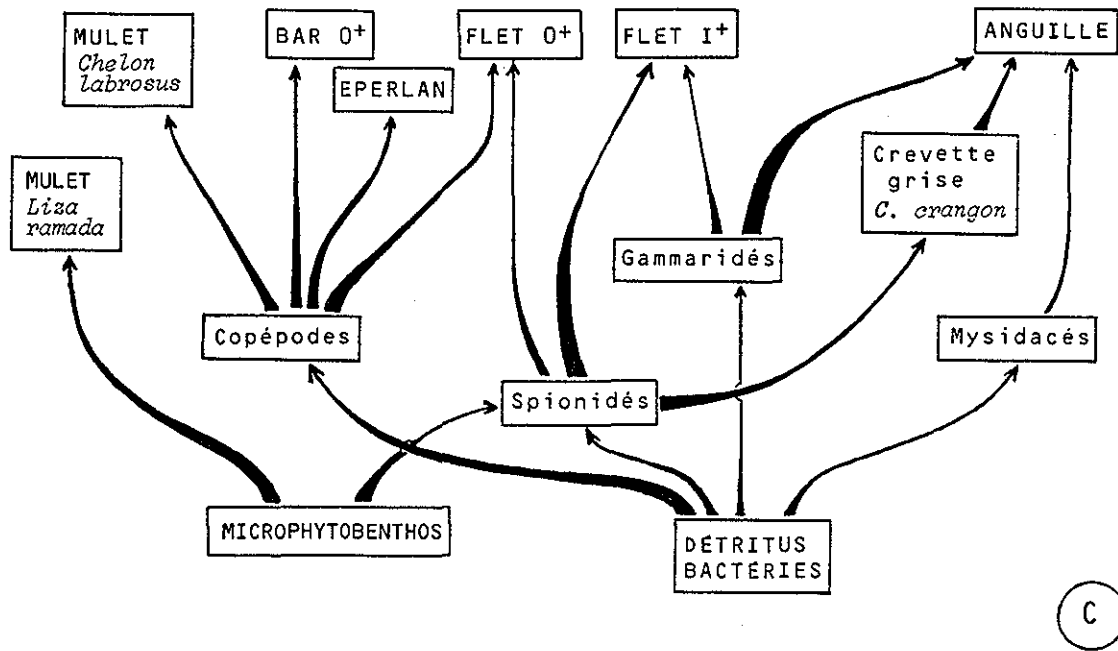 MULET
Chelon
labrosus
BAR O+
FLET O+
FLET I+
ANGUILLE
EPERLAN
MULET
Liza
ramada
Crevette
grise
C. crangon
Gammaridés
Copépodes
Mysidacés
Spionidés
MICROPHYTOBENTHOS
DÉTRITUS
BACTÉRIES
C